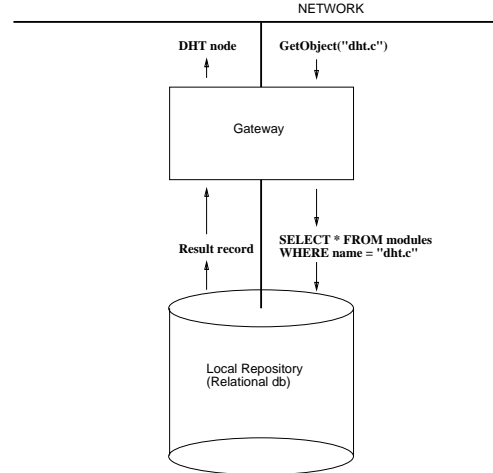 NETWORK
DHT node
GetObject("dht.c")
Gateway
Result record
SELECT * FROM modules
WHERE name = "dht.c"
Local Repository
(Relational db)